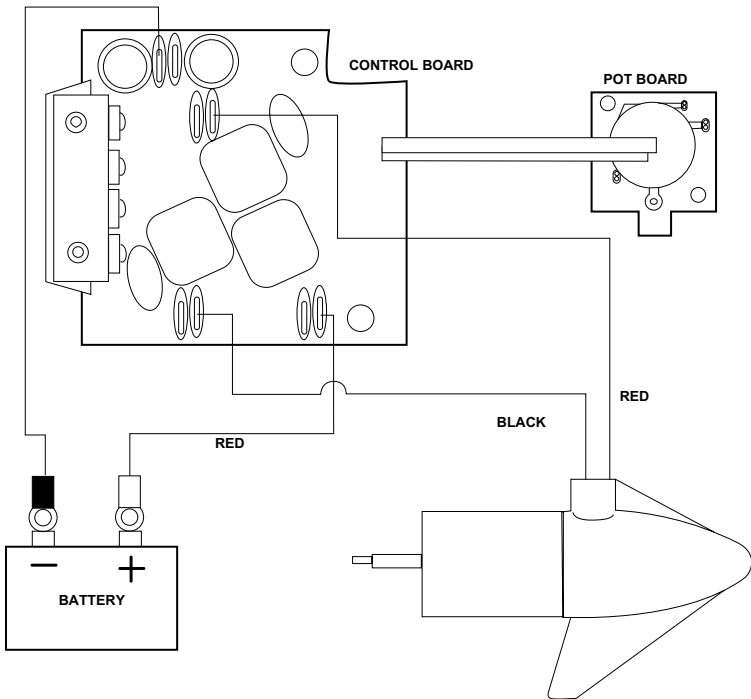 CONTROL BOARD
POT BOARD
RED
BLACK
RED
− +
BATTERY